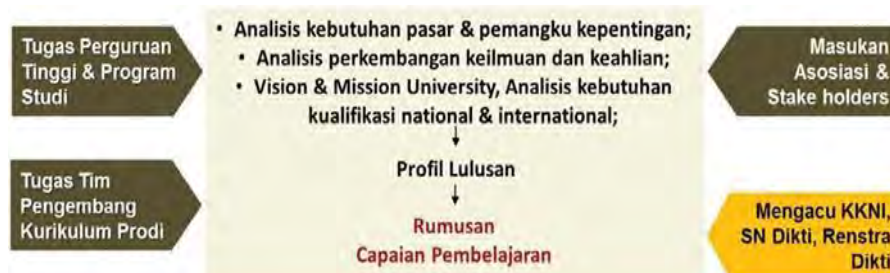 Tugas Perguruan
Tinggi & Program
Studi
• Analisis kebutuhan pasar & pemangku kepentingan;
• Analisis perkembangan keilmuan dan keahlian;
• Vision & Mission University, Analisis kebutuhan
kualifikasi national & international;
Masukan
Asosiasi &
Stake holders
Profil Lulusan
Tugas Tim
Pengembang
Kurikulum Prodi
Rumusan
Capaian Pembelajaran
Mengacu KKNI,
SN Dikti, Renstra
Dikti